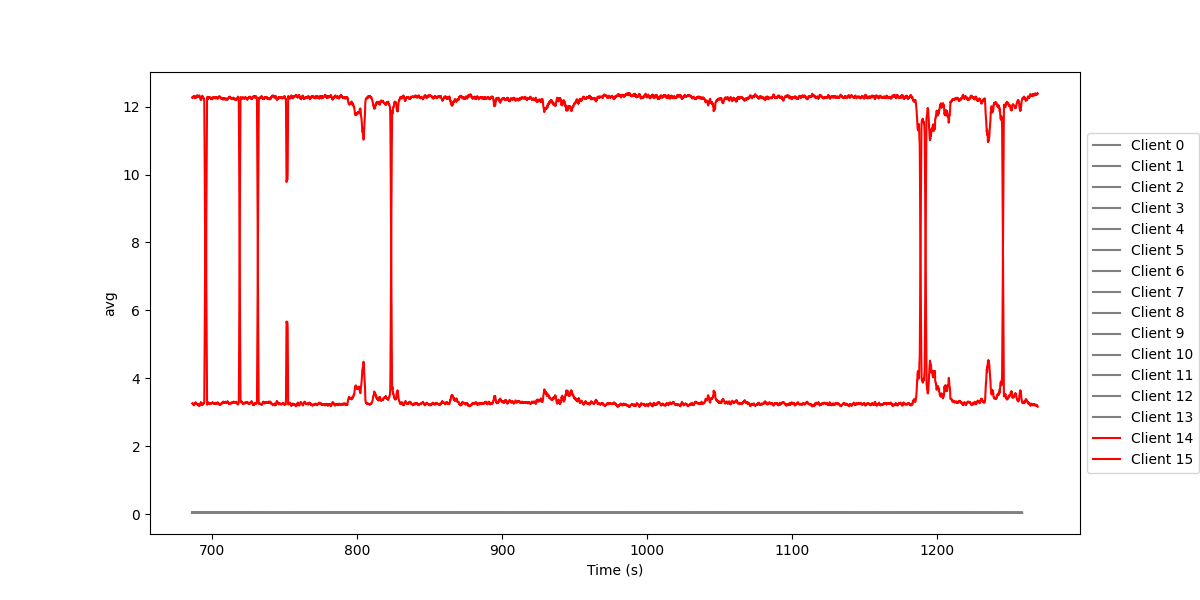 avg
12
10
8
6
4
2
0
700 800 900 1000 1100 1200
Time (s)
Client 0
Client 1
Client 2
Client 3
Client 4
Client 5
Client 6
Client 7
Client 8
Client 9
Client 10
Client 11
Client 12
Client 13
Client 14
Client 15